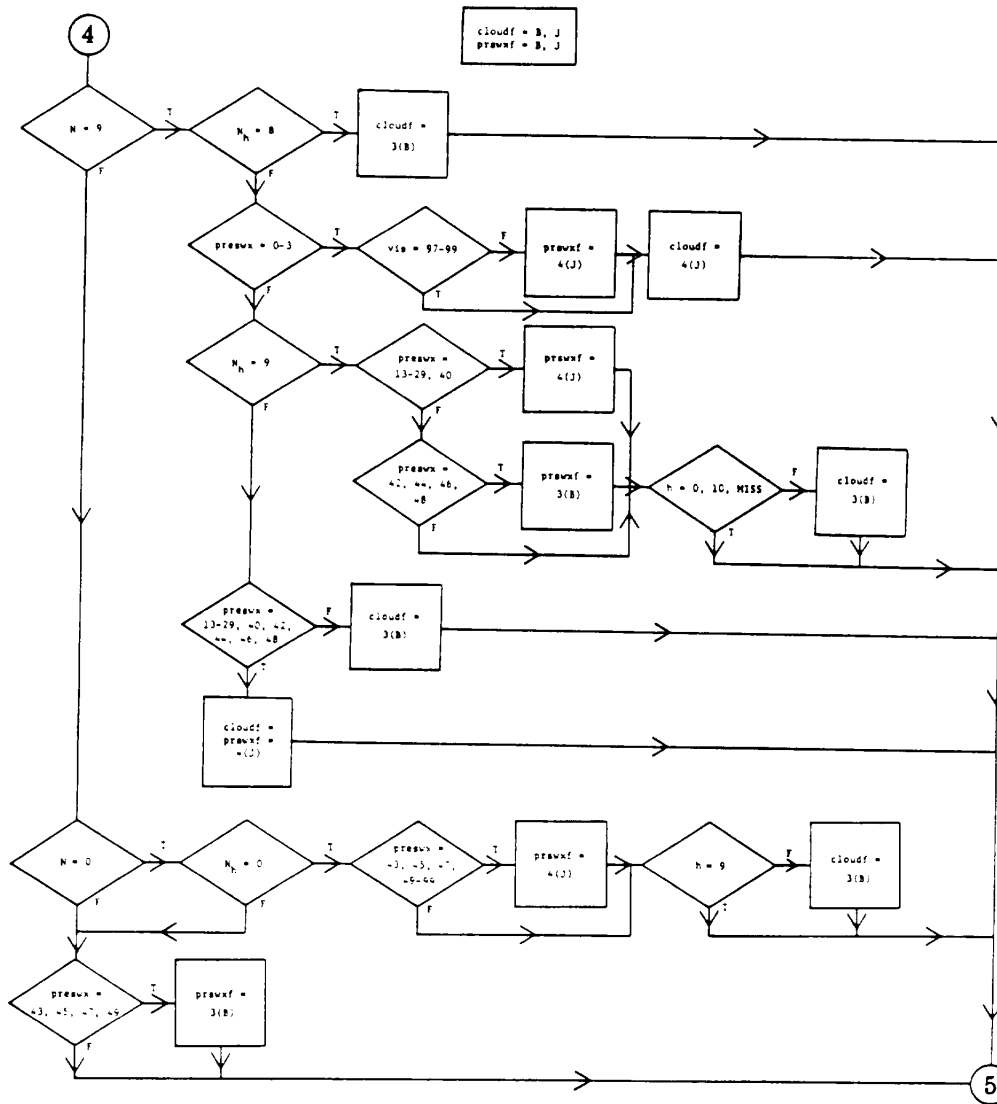 4
cloudf = B, J
prswxf = B, J
N = 9
T
F
N_h = 8
T
F
cloudf =
3(B)
preswx = 0-3
T
F
vis = 97-99
F
T
prswxf =
4(J)
cloudf =
4(J)
N_h = 9
T
F
preswx =
13-29, 40
T
F
prswxf =
4(J)
preswx =
42, 44, 46,
48
T
F
prswxf =
3(B)
h = 0, 10, MISS
F
T
cloudf =
3(B)
preswx =
13-29, 40, 42,
44, 46, 48
F
T
cloudf =
3(B)
cloudf =
prswxf =
4(J)
N = 0
T
F
N_h = 0
T
F
preswx =
43, 45, 47,
49-99
T
F
prswxf =
4(J)
h = 9
F
T
cloudf =
3(B)
preswx =
43, 45, 47, 49
T
F
prswxf =
3(B)
5